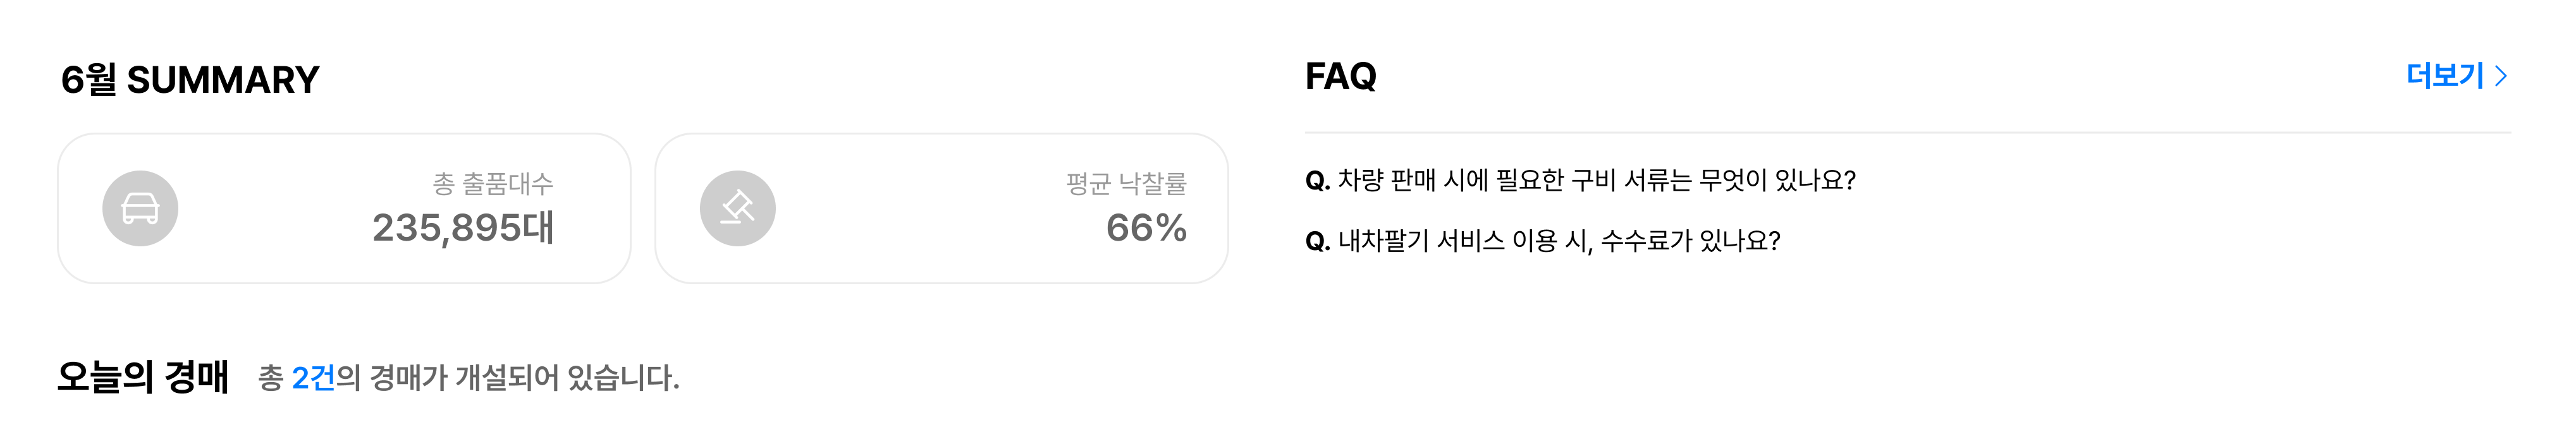 6월 SUMMARY
총 출품대수
235,895대
평균 낙찰률
66%
FAQ
더보기
Q. 차량 판매 시에 필요한 구비 서류는 무엇이 있나요?
Q. 내차팔기 서비스 이용 시, 수수료가 있나요?
오늘의 경매 총 2건의 경매가 개설되어 있습니다.